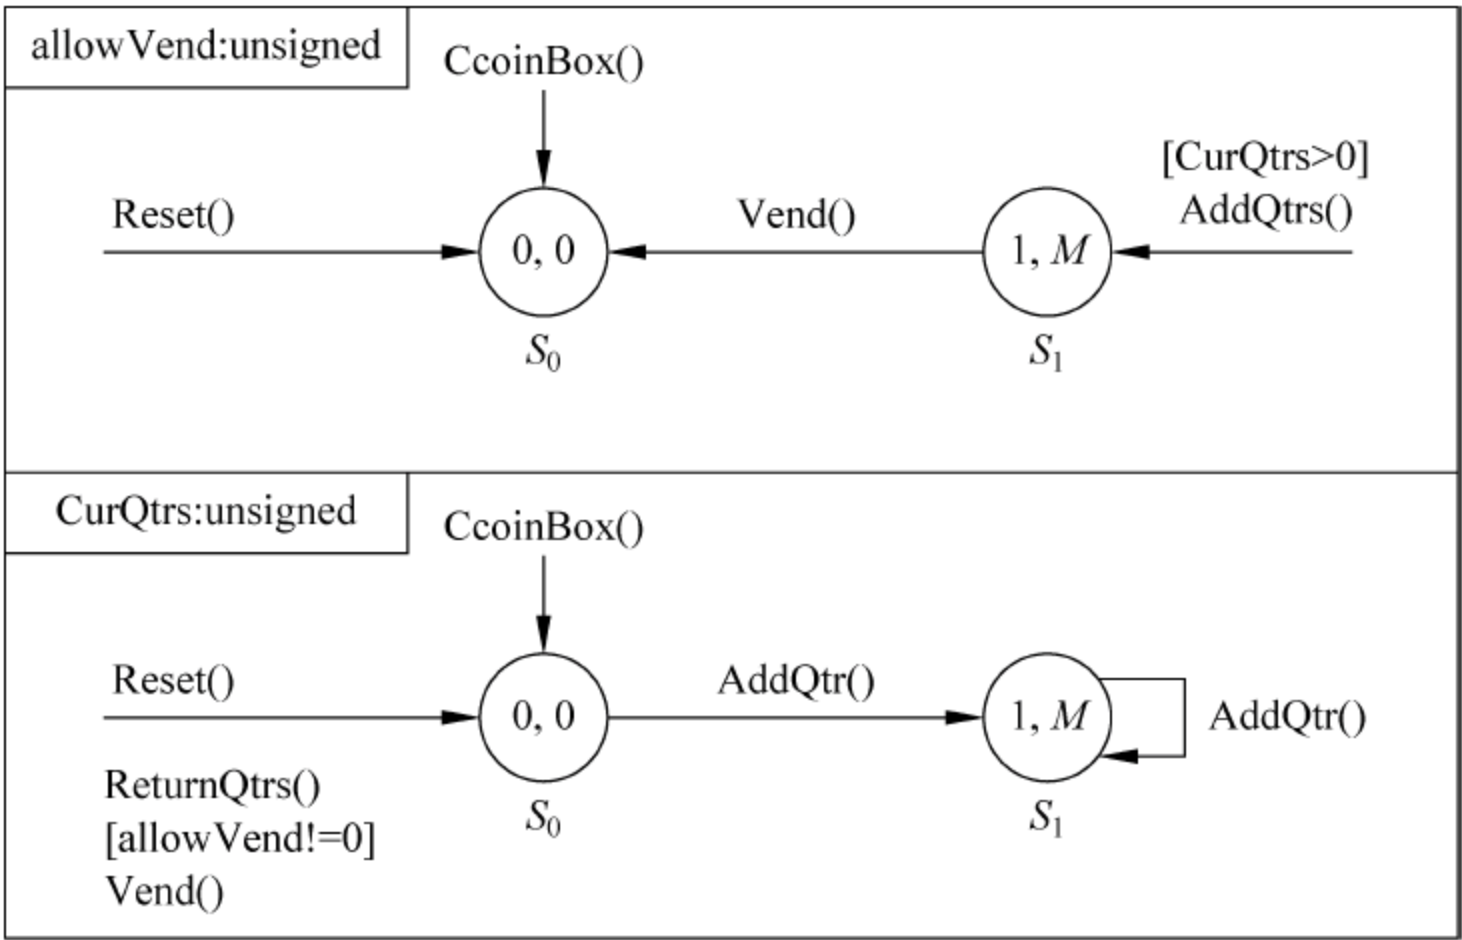 allowVend:unsigned
CcoinBox()
[CurQtrs>0]
Reset()
Vend()
AddQtrs()
0, 0
1, M
S0
S1
CurQtrs:unsigned
CcoinBox()
Reset()
AddQtr()
0, 0
1, M
AddQtr()
ReturnQtrs()
[allowVend!=0]
Vend()
S0
S1